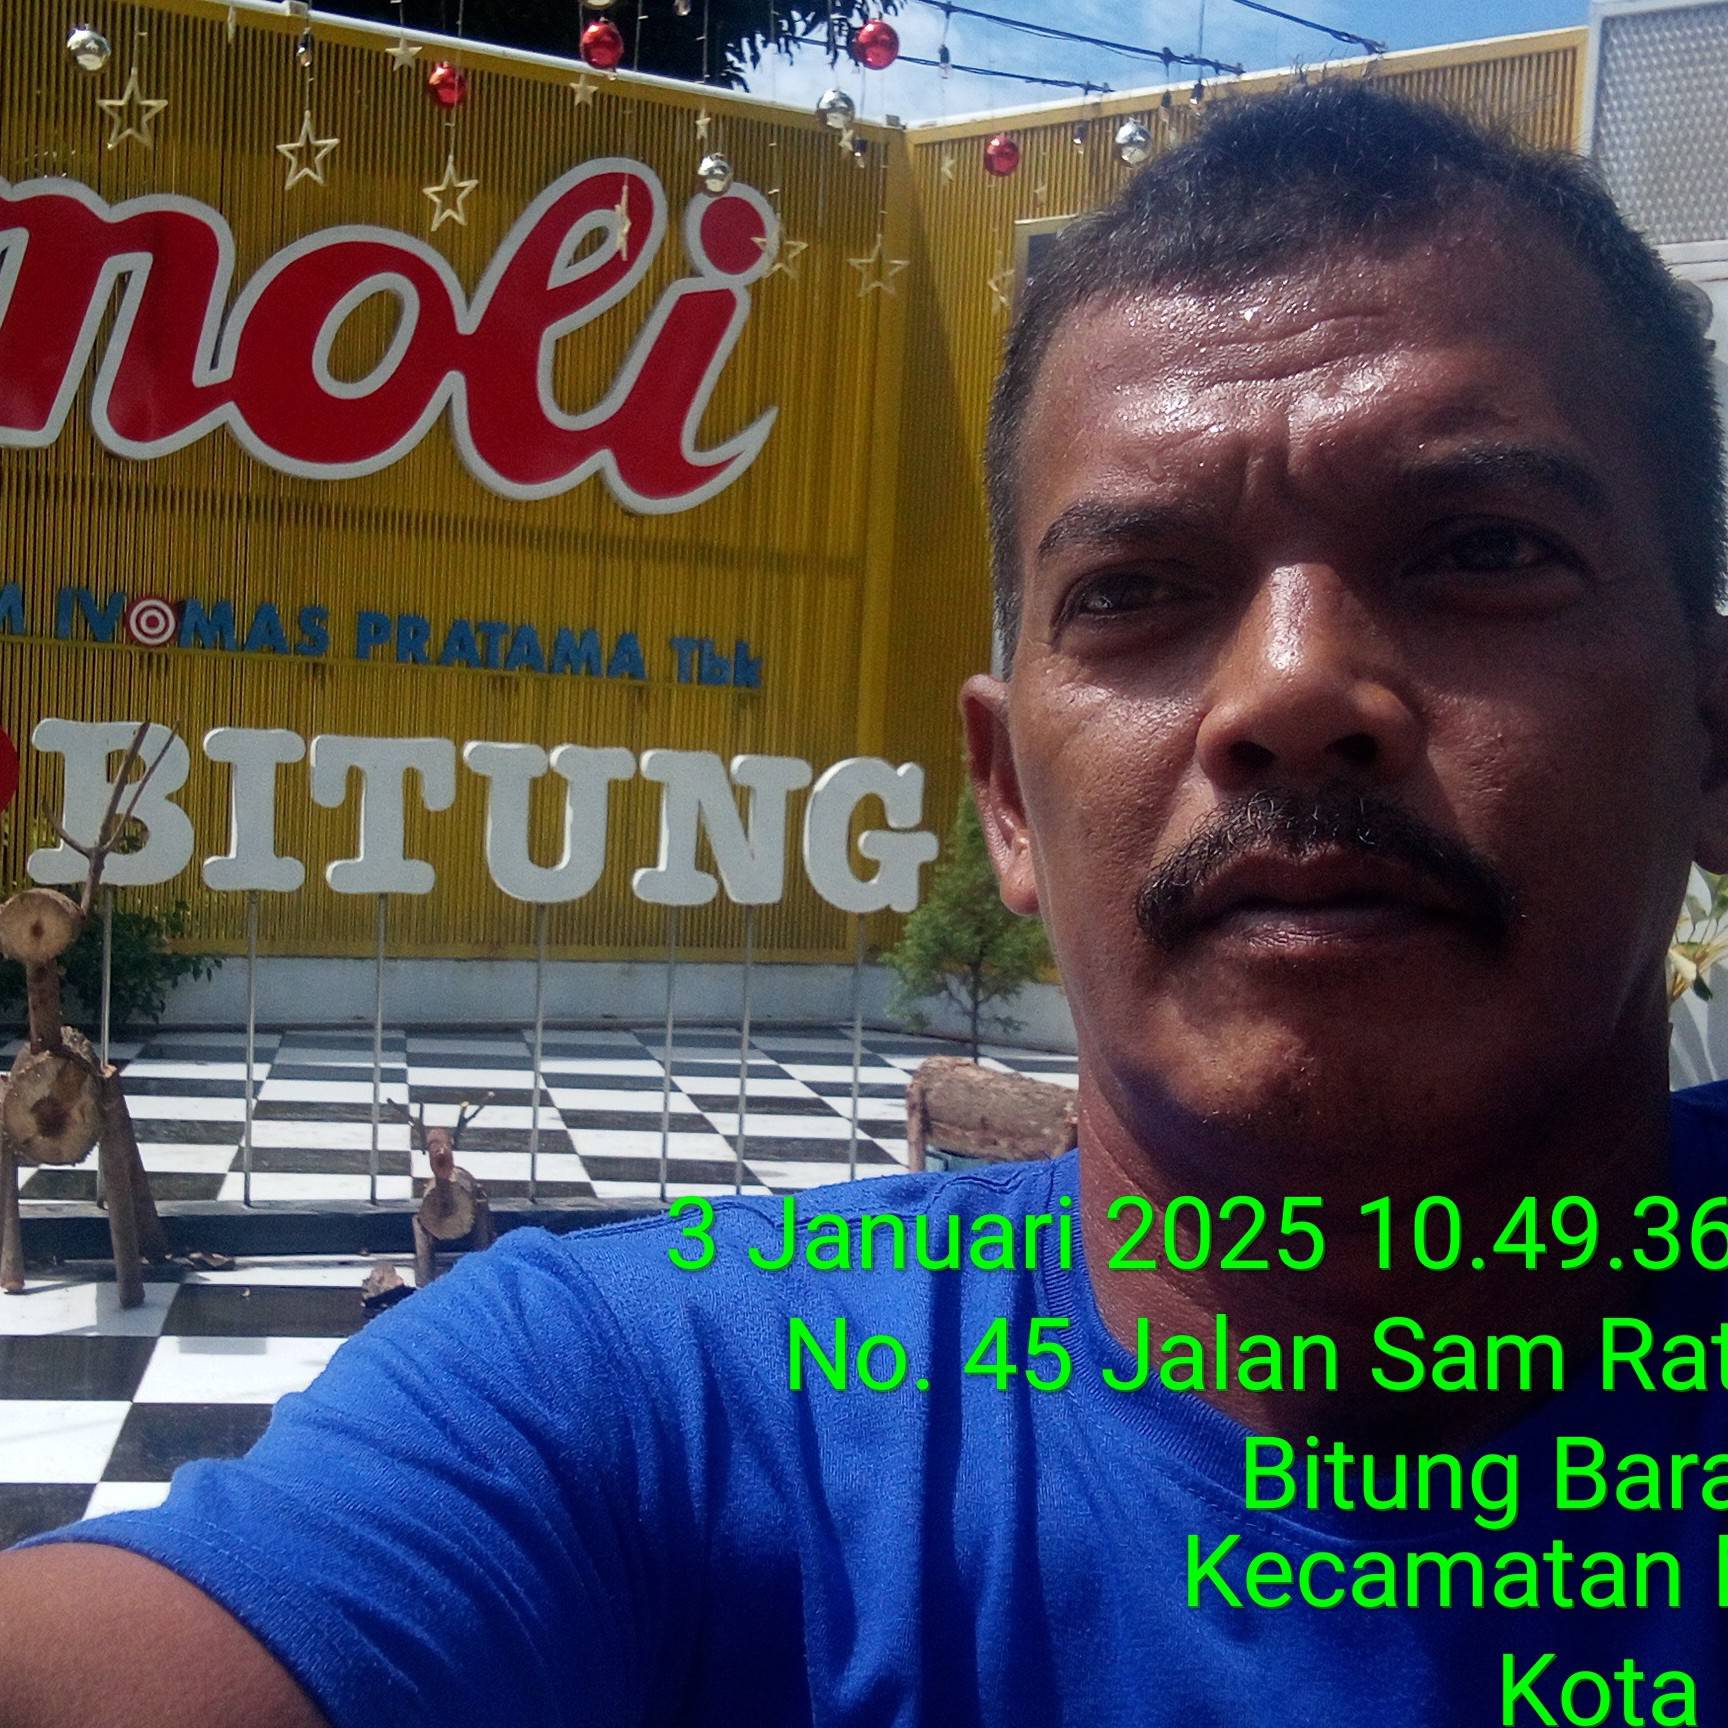 noli
IVOMAS PRATAMA Tbk
BITUNG
3 Januari 2025 10.49.36
No. 45 Jalan Sam Rat
Bitung Bara
Kecamatan
Kota